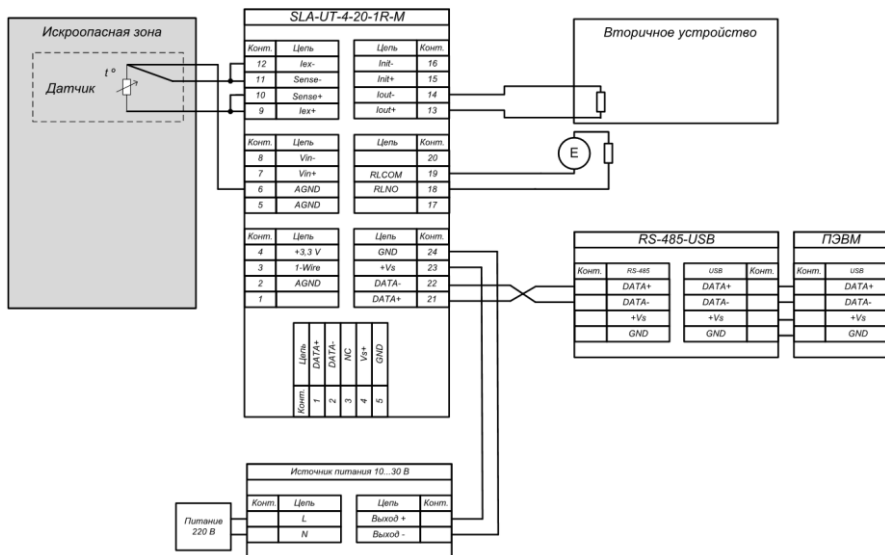 SLA-UT-4-20-1R-M
Искроопасная зона
t°
Датчик
Конт. Цепь
12 Iex-
11 Sense-
10 Sense+
9 Iex+
Цепь Конт.
Init- 16
Init+ 15
Iout- 14
Iout+ 13
Вторичное устройство
Конт. Цепь
8 Vin-
7 Vin+
6 AGND
5 AGND
Цепь Конт.
20
RLCOM 19
RLNO 18
17
E
Конт. Цепь
4 +3,3 V
3 1-Wire
2 AGND
1
Цепь Конт.
GND 24
+Vs 23
DATA- 22
DATA+ 21
RS-485-USB
Конт. RS-485
DATA+
DATA-
+Vs
GND
USB Конт.
DATA+
DATA-
+Vs
GND
ПЭВМ
Конт. USB
DATA+
DATA-
+Vs
GND
Конт. Цепь
1 DATA+
2 DATA-
3 NC
4 Vs+
5 GND
Источник питания 10...30 В
Конт. Цепь
L
N
Цепь Конт.
Выход +
Выход -
Питание
220 В